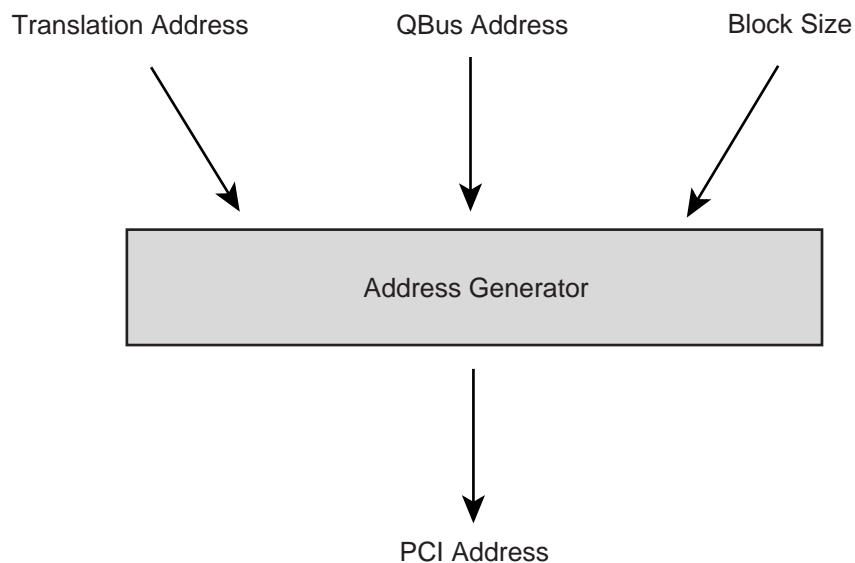 Translation Address
QBus Address
Block Size
Address Generator
PCI Address